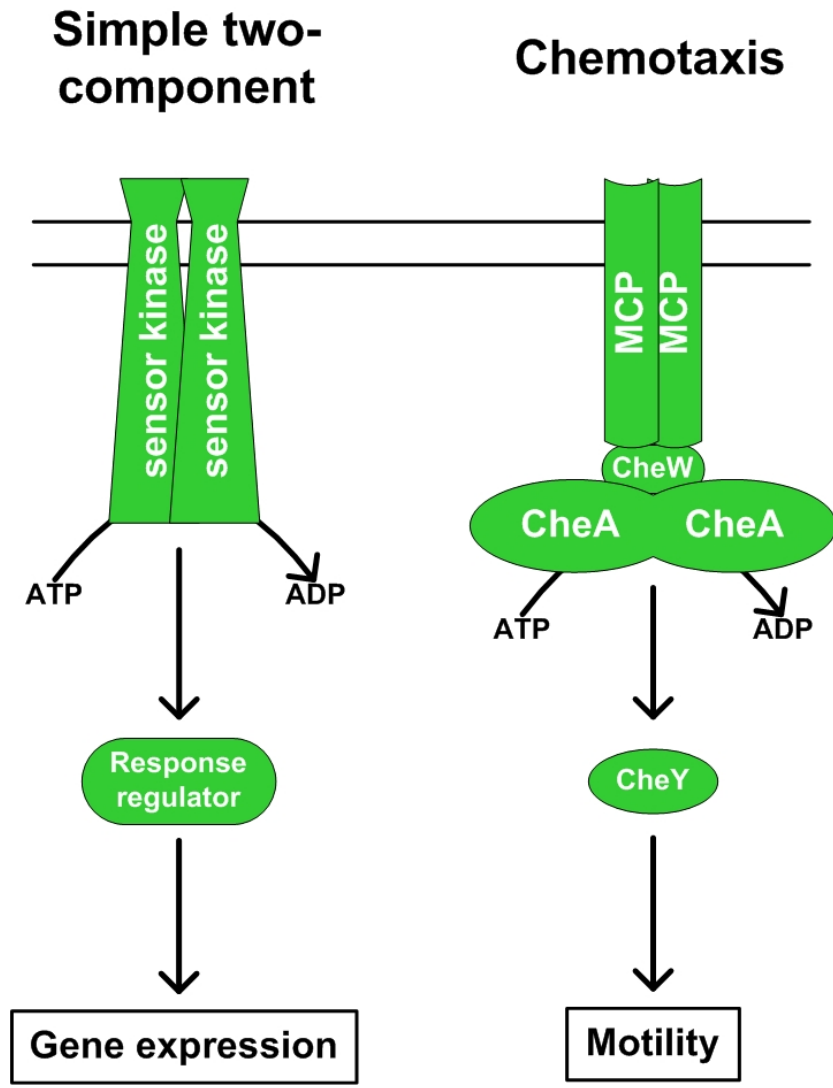 Simple two-
component
Chemotaxis
sensor kinase
sensor kinase
MCP
MCP
CheW
CheA
CheA
ATP
ADP
ATP
ADP
Response
regulator
CheY
Gene expression
Motility